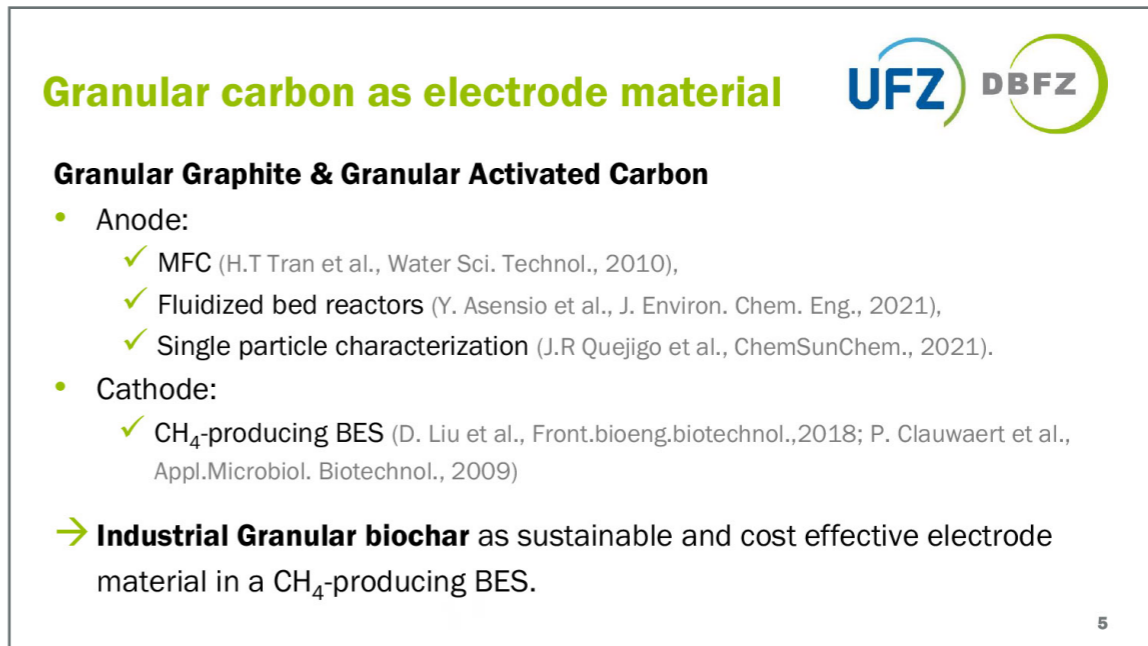 Granular carbon as electrode material
UFZ
DBFZ
Granular Graphite & Granular Activated Carbon
• Anode:
✓ MFC (H.T Tran et al., Water Sci. Technol., 2010),
✓ Fluidized bed reactors (Y. Asensio et al., J. Environ. Chem. Eng., 2021),
✓ Single particle characterization (J.R Quejigo et al., ChemSunChem., 2021).
• Cathode:
✓ CH₄-producing BES (D. Liu et al., Front.bioeng.biotechnol.,2018; P. Clauwaert et al.,
Appl.Microbiol. Biotechnol., 2009)
→ Industrial Granular biochar as sustainable and cost effective electrode
material in a CH₄-producing BES.
5